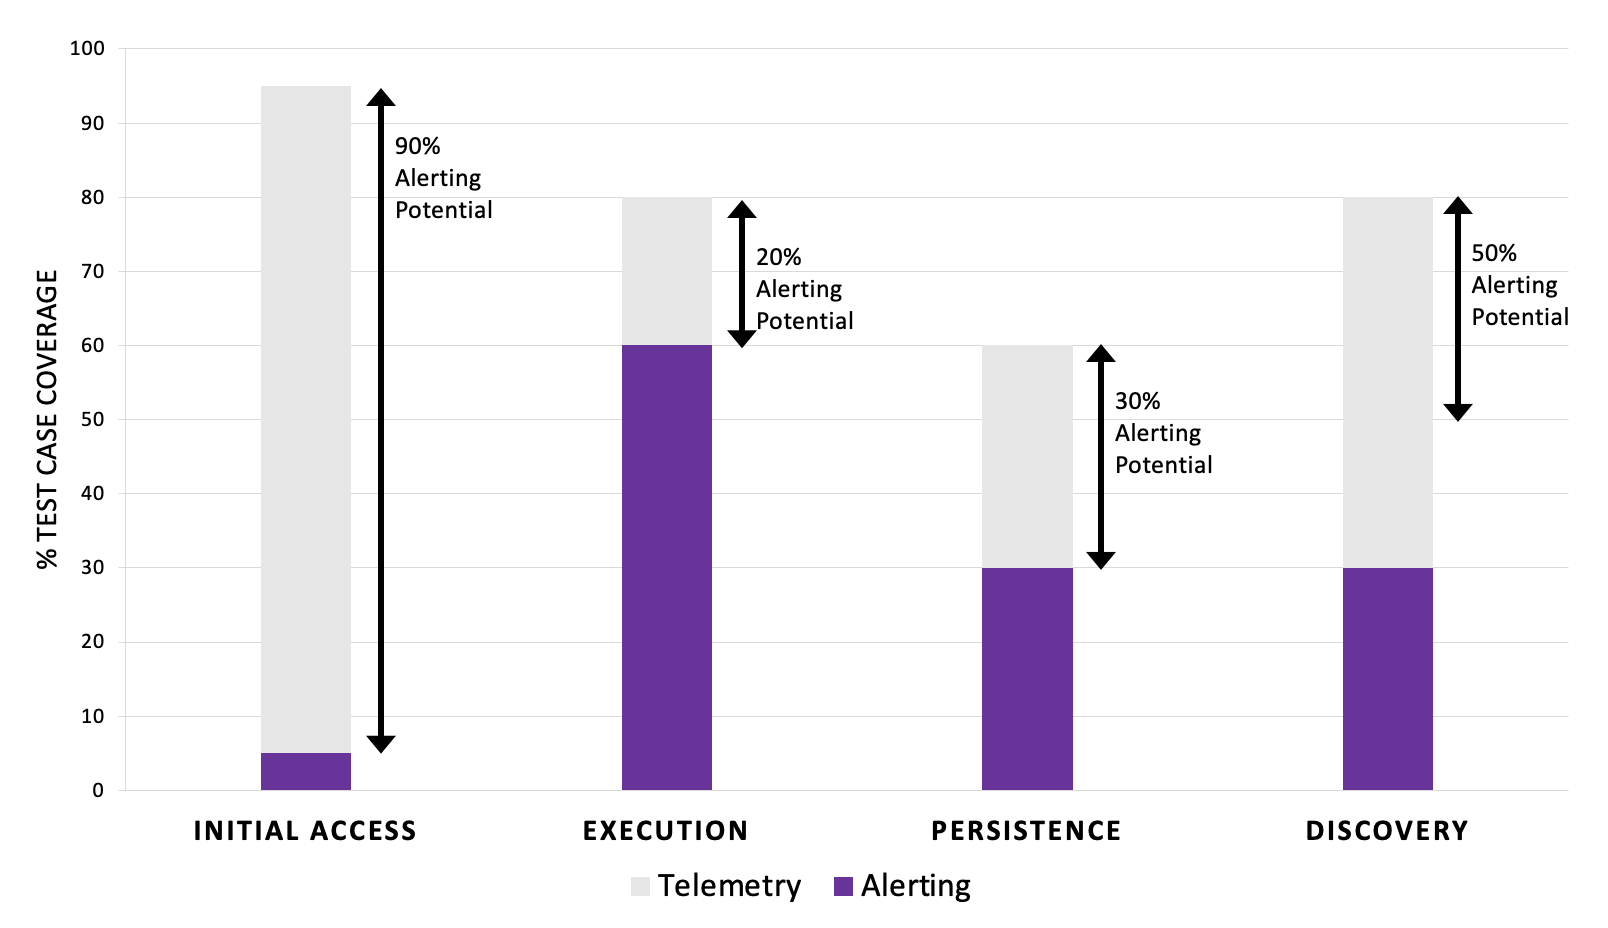 100
90
80
70
60
50
40
30
20
10
0
% TEST CASE COVERAGE
90%
Alerting
Potential
20%
Alerting
Potential
30%
Alerting
Potential
50%
Alerting
Potential
INITIAL ACCESS
EXECUTION
PERSISTENCE
DISCOVERY
Telemetry
Alerting